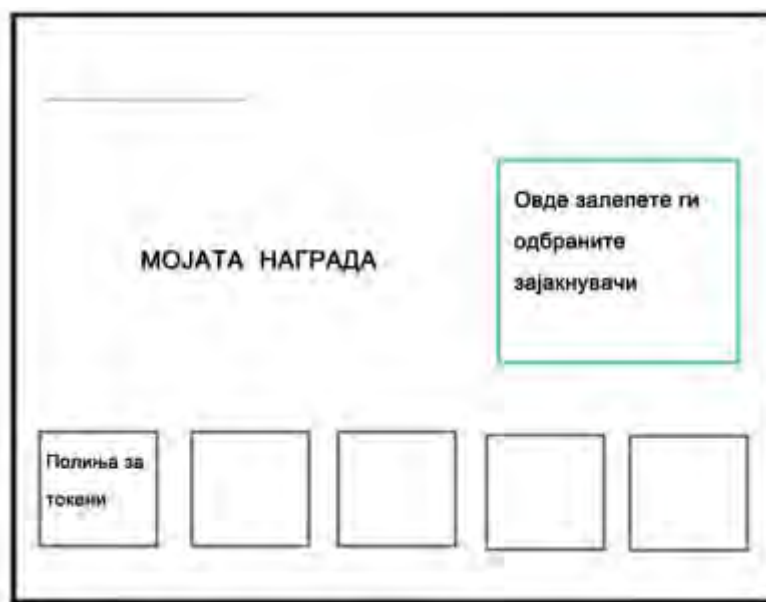 Овде залепете ги
одбраните
зајакнувачи
МОЈАТА НАГРАДА
Полиња за
токени